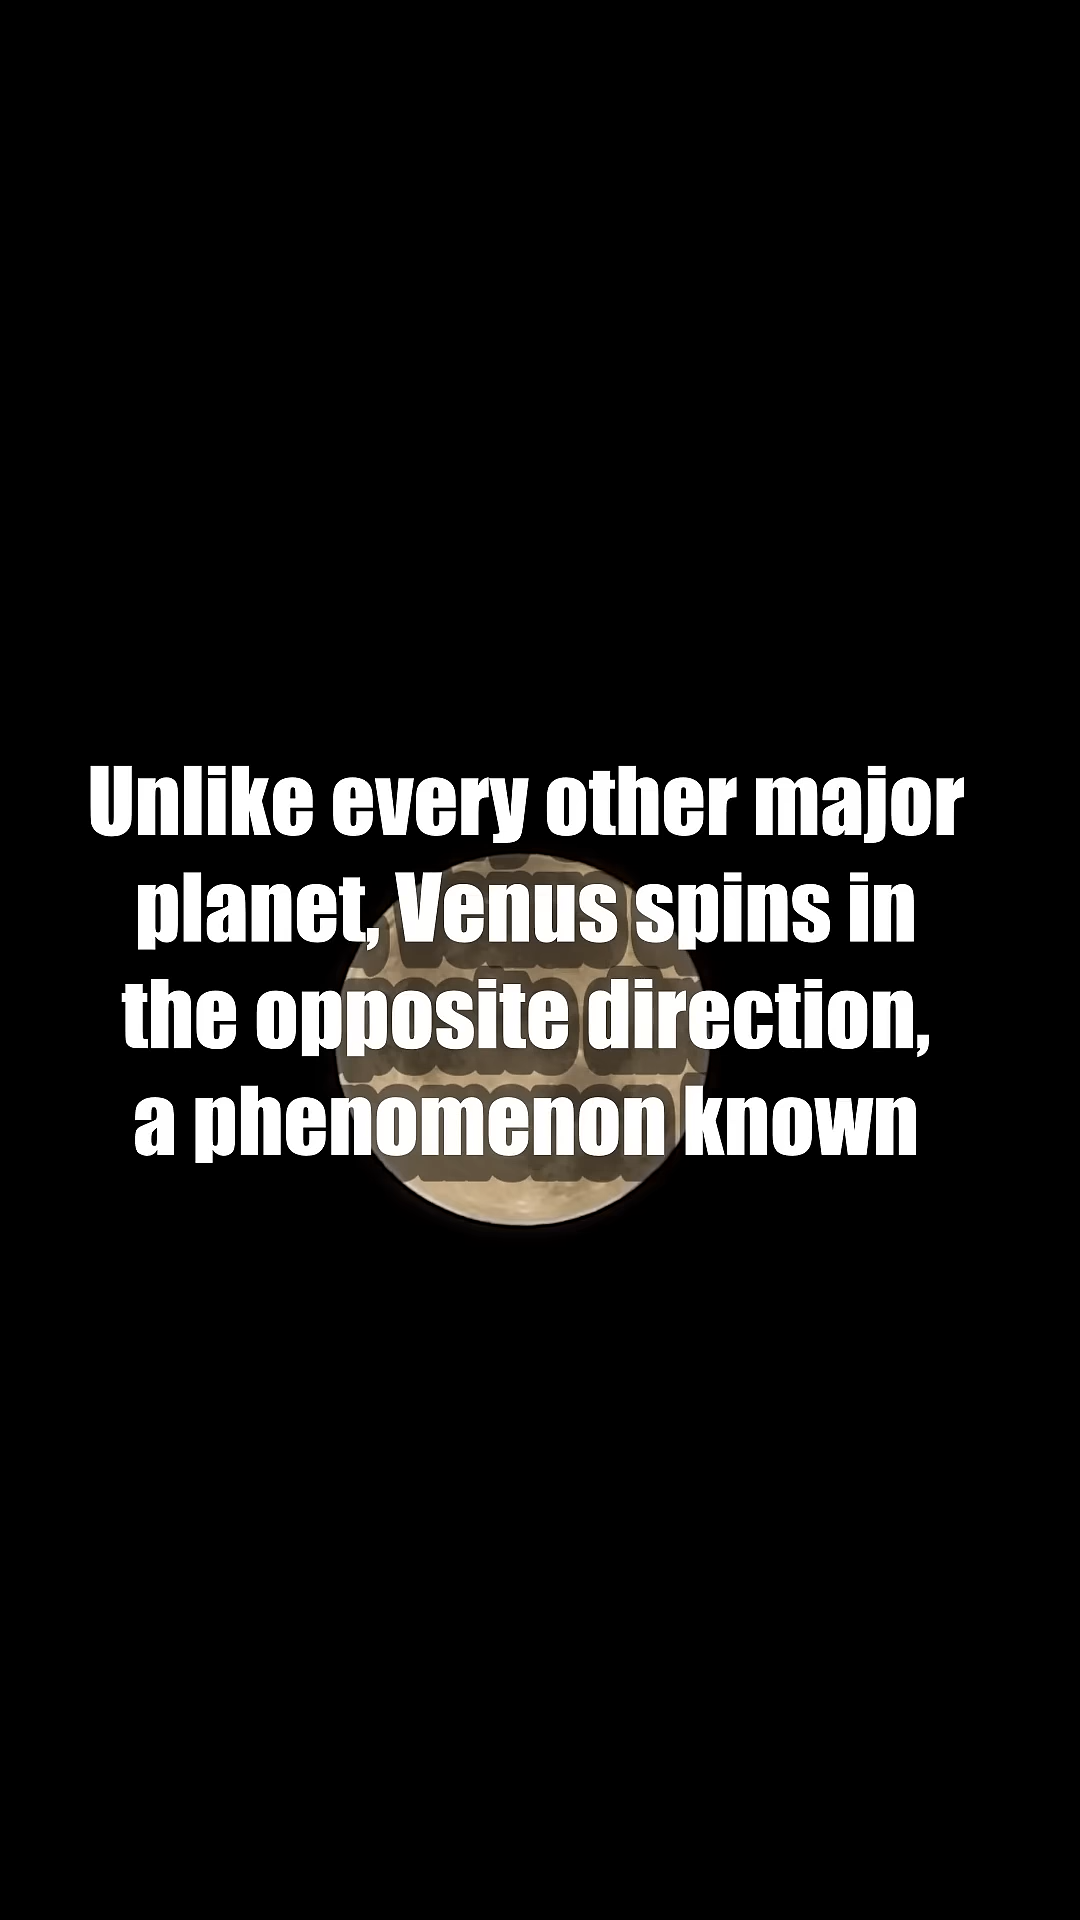 Unlike every other major
planet, Venus spins in
the opposite direction,
a phenomenon known